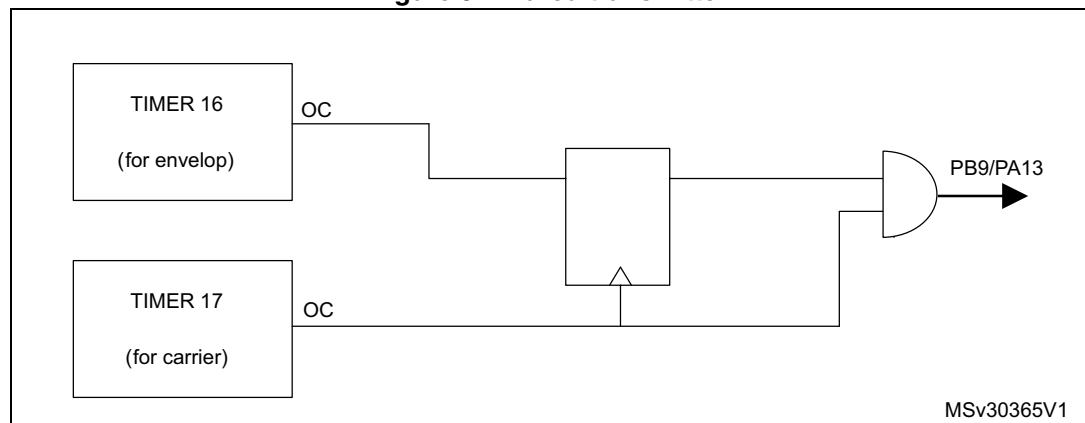 TIMER 16
(for envelop)
OC
PB9/PA13
TIMER 17
(for carrier)
OC
MSv30365V1